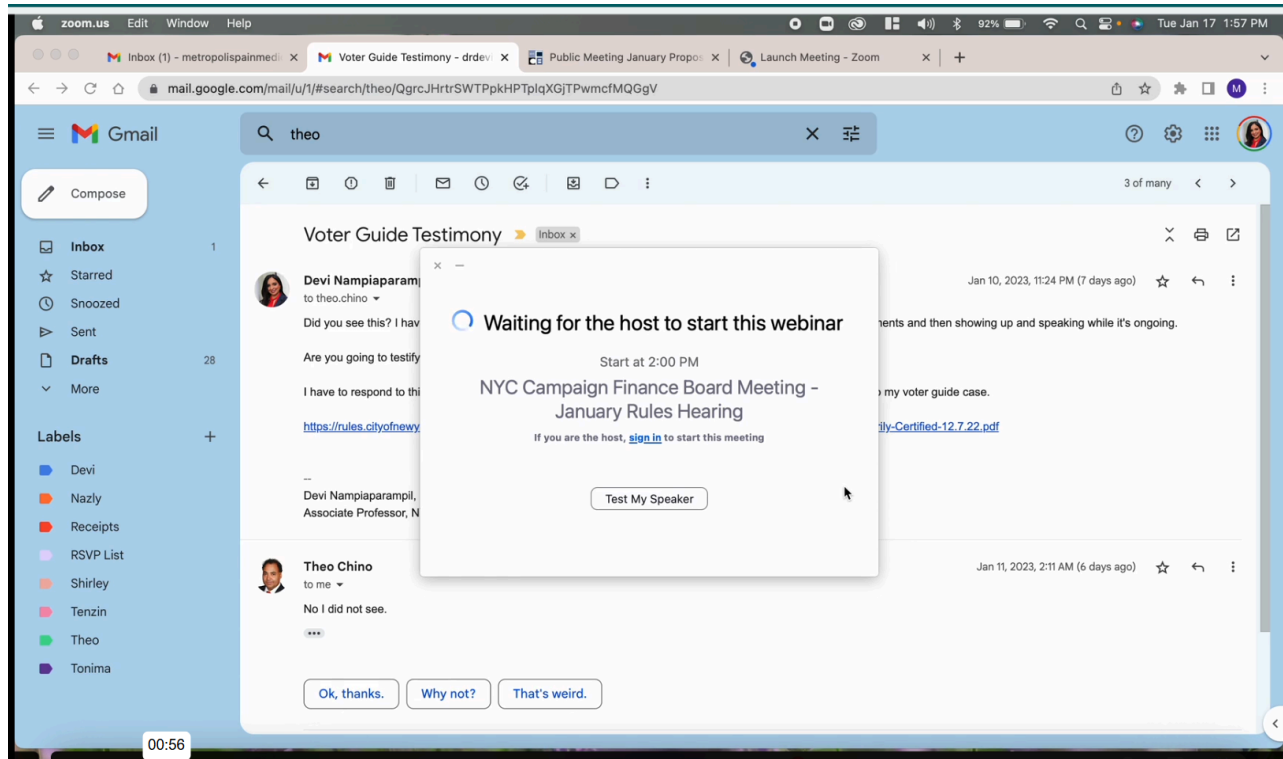 zoom.us Edit Window Help 92% Tue Jan 17 1:57 PM
Inbox (1) - metropolispainmedi Voter Guide Testimony - drdevi Public Meeting January Propos Launch Meeting - Zoom
mail.google.com/mail/u/1/#search/theo/QgrcJHrtrSWTPpkHPTplqXGjTPwmcfMQGgV M
Gmail theo
Compose 3 of many
Voter Guide Testimony Inbox x
Inbox 1
Starred
Snoozed
Sent
Drafts 28
More
Labels
Devi
Nazly
Receipts
RSVP List
Shirley
Tenzin
Theo
Tonima
Devi Nampiaparam Jan 10, 2023, 11:24 PM (7 days ago)
to theo.chino
Did you see this? I hav ents and then showing up and speaking while it's ongoing.
Are you going to testify
I have to respond to thi my voter guide case.
https://rules.cityofnewy ily-Certified-12.7.22.pdf
--
Devi Nampiaparampil,
Associate Professor, N
Waiting for the host to start this webinar
Start at 2:00 PM
NYC Campaign Finance Board Meeting -
January Rules Hearing
If you are the host, sign in to start this meeting
Test My Speaker
Theo Chino Jan 11, 2023, 2:11 AM (6 days ago)
to me
No I did not see.
Ok, thanks. Why not? That's weird.
00:56